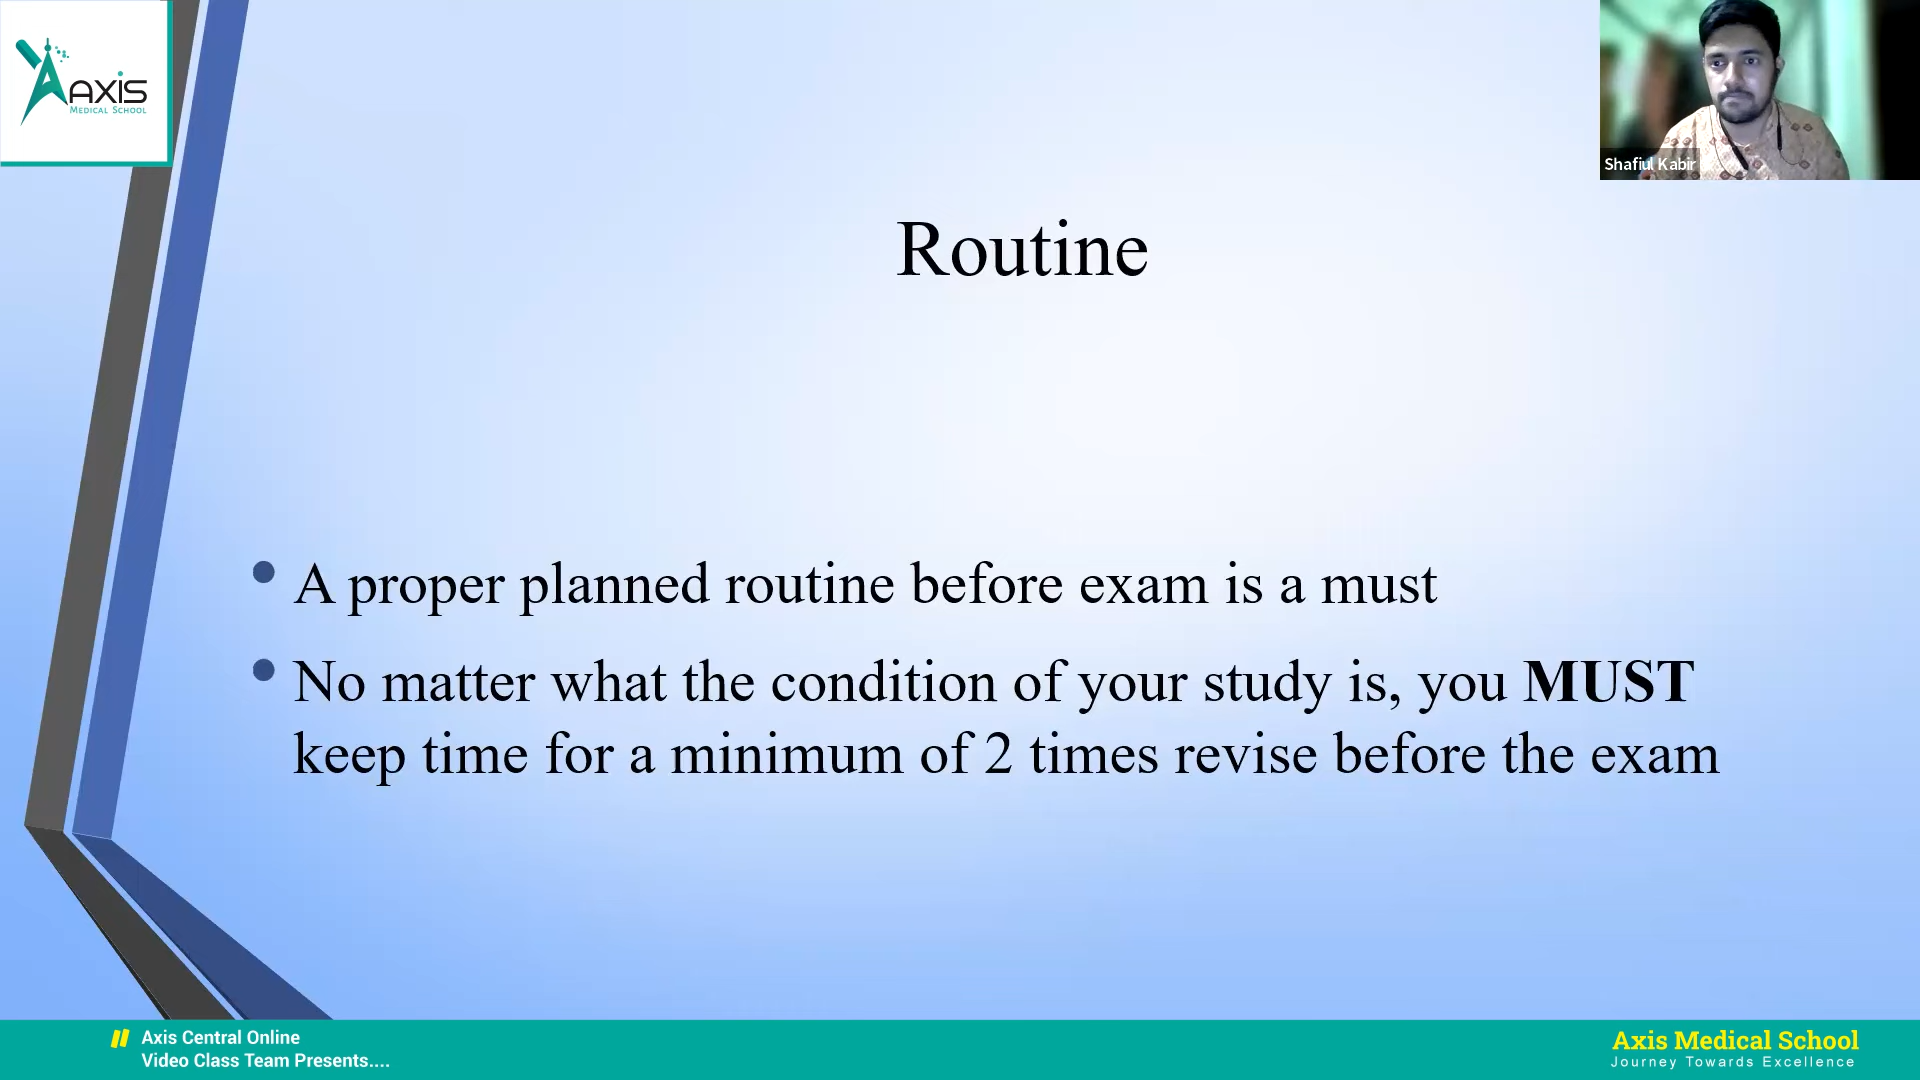 AXIS
MEDICAL SCHOOL
Shafiul Kabir
Routine
• A proper planned routine before exam is a must
• No matter what the condition of your study is, you MUST
keep time for a minimum of 2 times revise before the exam
Axis Central Online
Video Class Team Presents....
Axis Medical School
Journey Towards Excellence